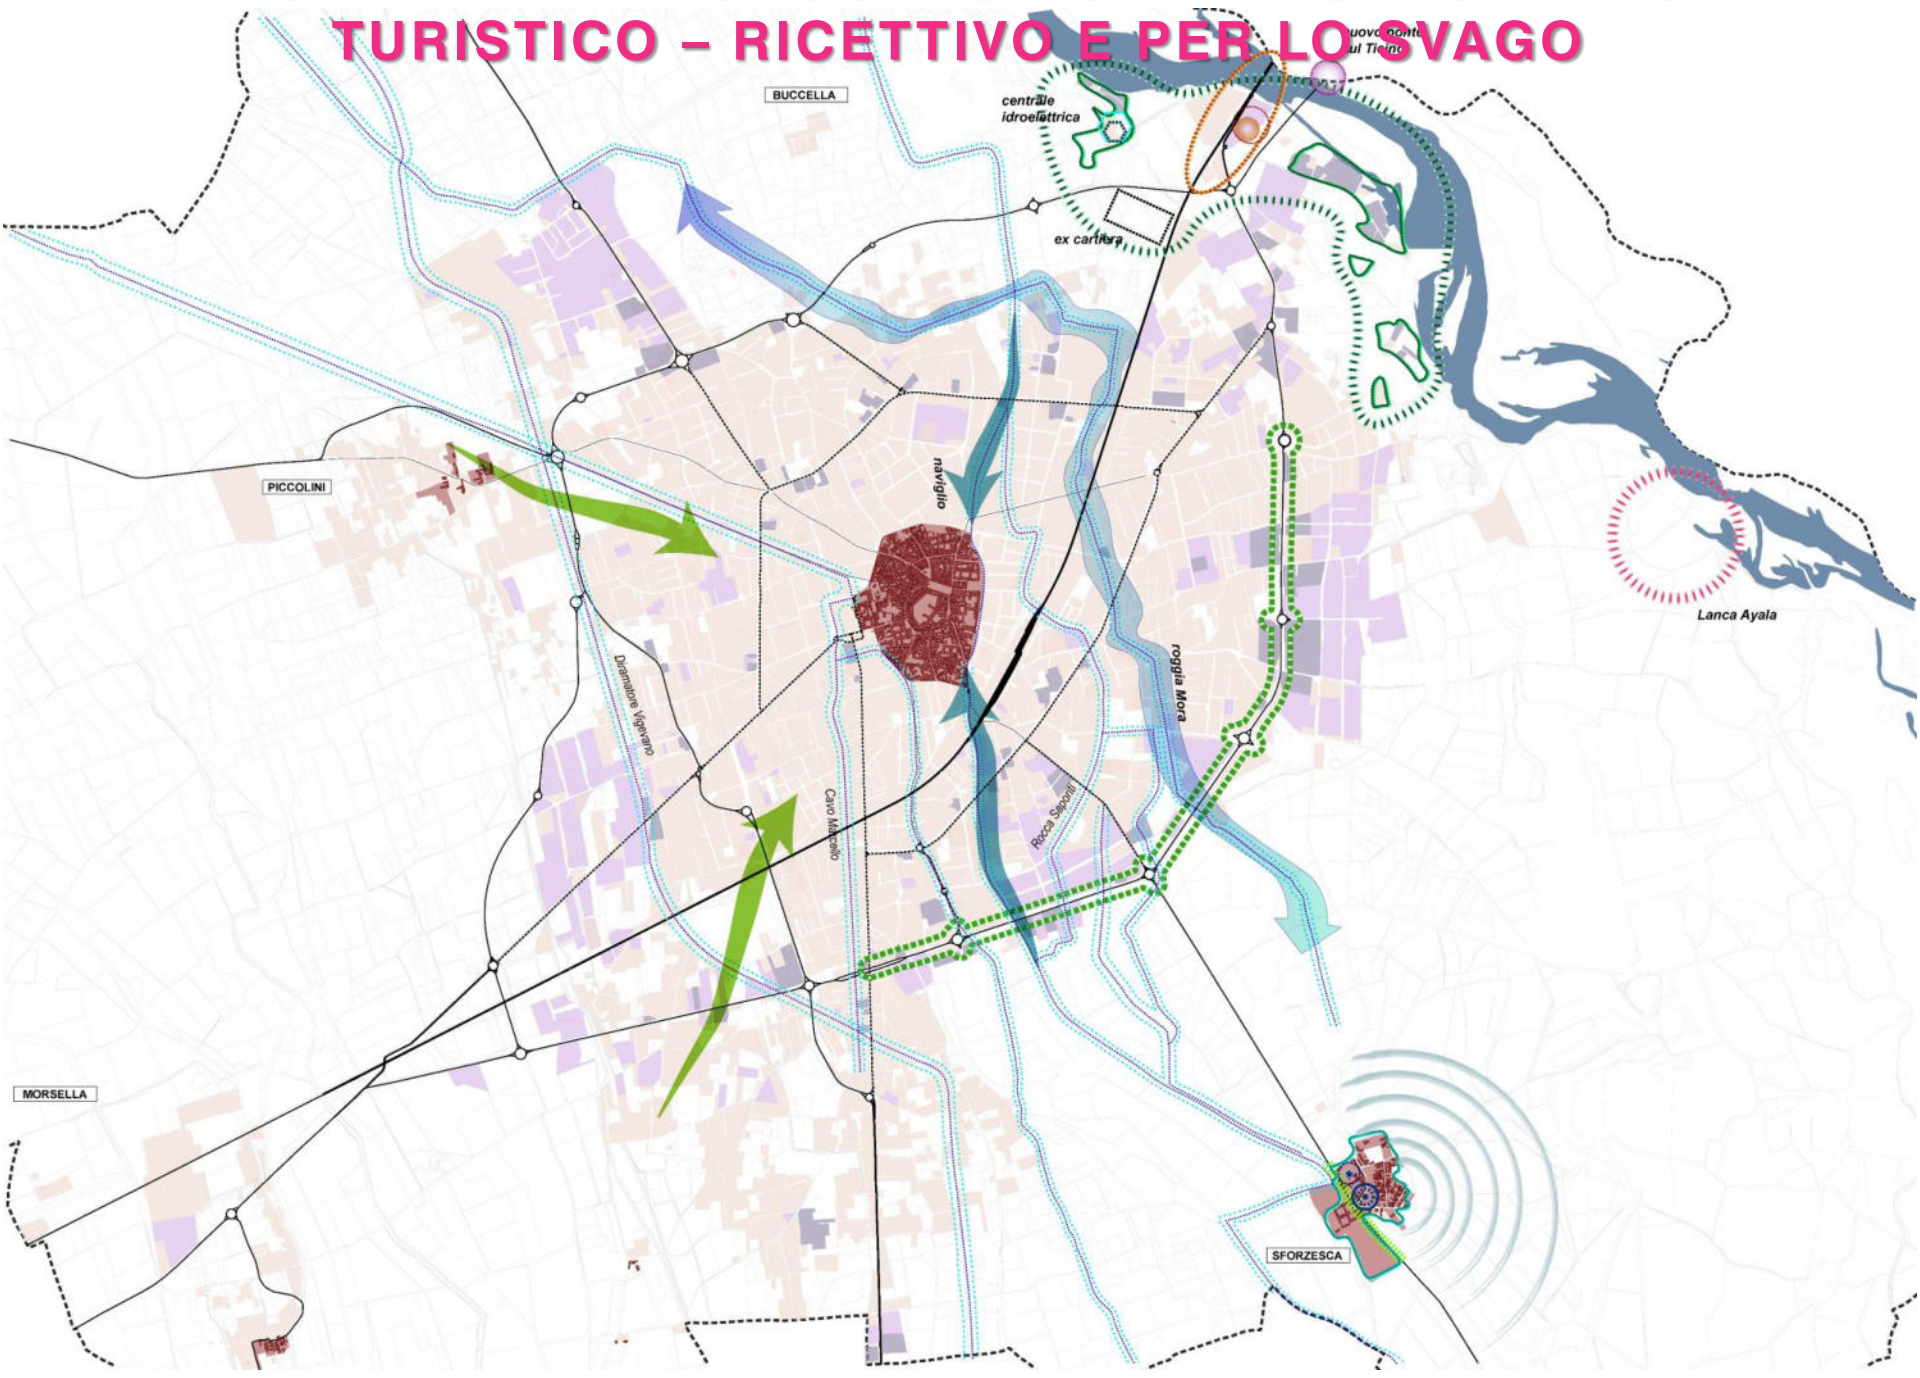 TURISTICO – RICETTIVO E PER LO SVAGO
nuovo ponte
sul Ticino
BUCCELLA
centrale
idroelettrica
ex cartiera
naviglio
PICCOLINI
Lanca Ayala
roggia Mora
Diramatore Vigevano
Cavo Marcello
Rocca Saporiti
MORSELLA
SFORZESCA